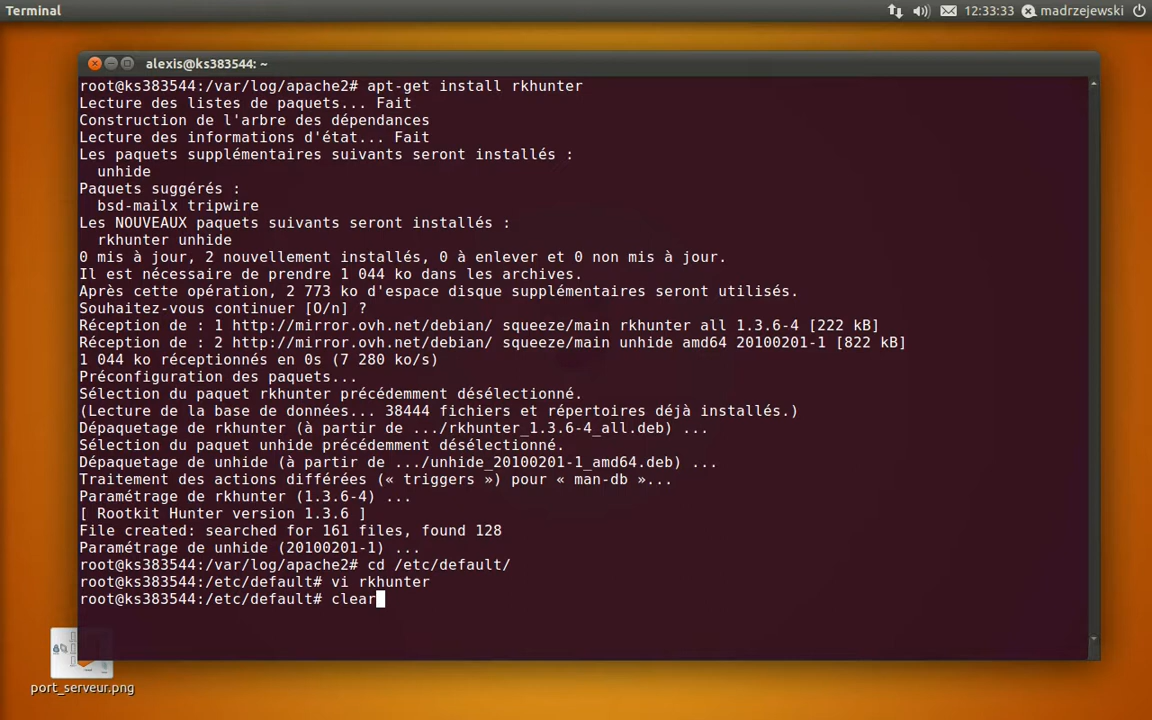 Terminal
12:33:33
madrzejewski
alexis@ks383544: ~
root@ks383544:/var/log/apache2# apt-get install rkhunter
Lecture des listes de paquets... Fait
Construction de l'arbre des dépendances
Lecture des informations d'état... Fait
Les paquets supplémentaires suivants seront installés :
  unhide
Paquets suggérés :
  bsd-mailx tripwire
Les NOUVEAUX paquets suivants seront installés :
  rkhunter unhide
0 mis à jour, 2 nouvellement installés, 0 à enlever et 0 non mis à jour.
Il est nécessaire de prendre 1 044 ko dans les archives.
Après cette opération, 2 773 ko d'espace disque supplémentaires seront utilisés.
Souhaitez-vous continuer [O/n] ?
Réception de : 1 http://mirror.ovh.net/debian/ squeeze/main rkhunter all 1.3.6-4 [222 kB]
Réception de : 2 http://mirror.ovh.net/debian/ squeeze/main unhide amd64 20100201-1 [822 kB]
1 044 ko réceptionnés en 0s (7 280 ko/s)
Préconfiguration des paquets...
Sélection du paquet rkhunter précédemment désélectionné.
(Lecture de la base de données... 38444 fichiers et répertoires déjà installés.)
Dépaquetage de rkhunter (à partir de .../rkhunter_1.3.6-4_all.deb) ...
Sélection du paquet unhide précédemment désélectionné.
Dépaquetage de unhide (à partir de .../unhide_20100201-1_amd64.deb) ...
Traitement des actions différées (« triggers ») pour « man-db »...
Paramétrage de rkhunter (1.3.6-4) ...
[ Rootkit Hunter version 1.3.6 ]
File created: searched for 161 files, found 128
Paramétrage de unhide (20100201-1) ...
root@ks383544:/var/log/apache2# cd /etc/default/
root@ks383544:/etc/default# vi rkhunter
root@ks383544:/etc/default# clear
port_serveur.png